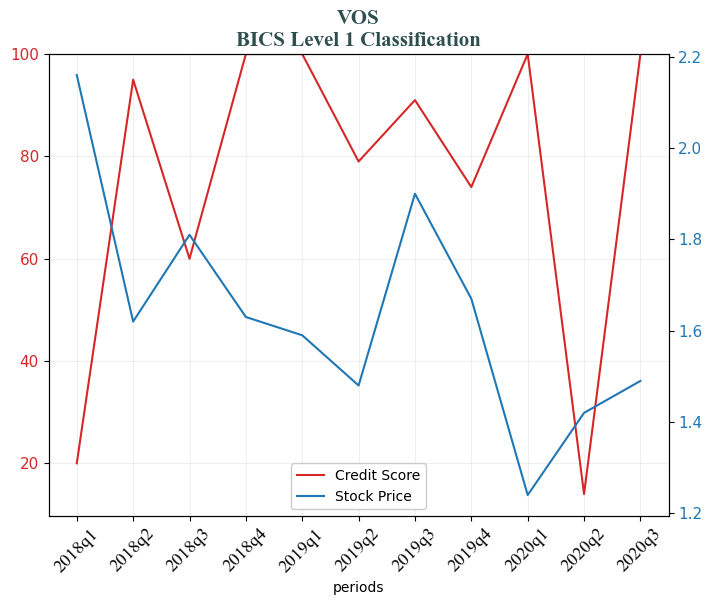 VOS
BICS Level 1 Classification
100
80
60
40
20
2.2
2.0
1.8
1.6
1.4
1.2
Credit Score
Stock Price
2018q1
2018q2
2018q3
2018q4
2019q1
2019q2
2019q3
2019q4
2020q1
2020q2
2020q3
periods